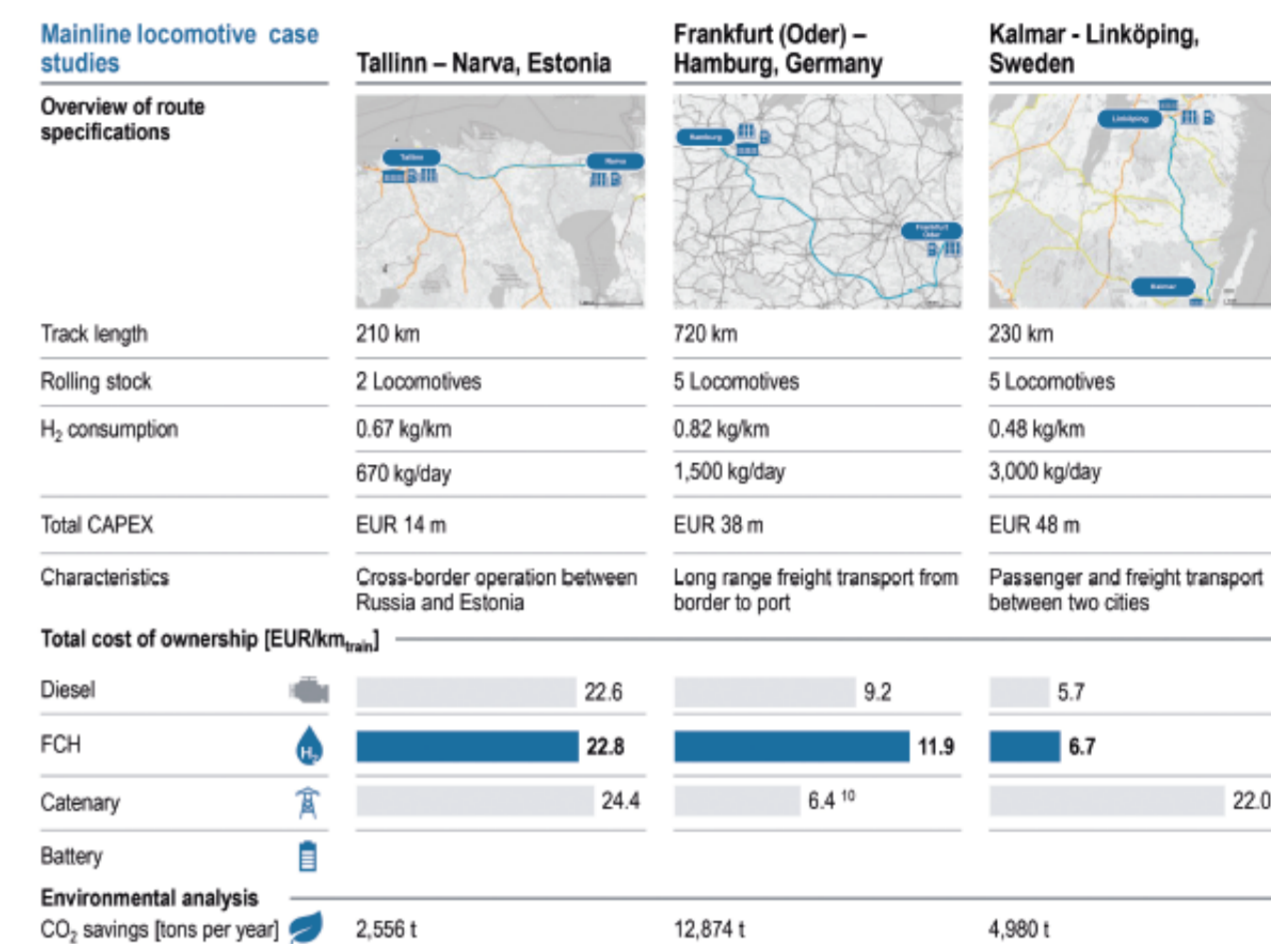 Mainline locomotive case
studies
Tallinn – Narva, Estonia
Frankfurt (Oder) –
Hamburg, Germany
Kalmar - Linköping,
Sweden
Overview of route
specifications
Tallinn
Narva
Hamburg
Frankfurt
Oder
Linköping
Kalmar
Track length 210 km 720 km 230 km
Rolling stock 2 Locomotives 5 Locomotives 5 Locomotives
H₂ consumption 0.67 kg/km 0.82 kg/km 0.48 kg/km
670 kg/day 1,500 kg/day 3,000 kg/day
Total CAPEX EUR 14 m EUR 38 m EUR 48 m
Characteristics
Cross-border operation between
Russia and Estonia
Long range freight transport from
border to port
Passenger and freight transport
between two cities
Total cost of ownership [EUR/kmtrain]
Diesel 22.6 9.2 5.7
FCH H₂ 22.8 11.9 6.7
Catenary 24.4 6.4 ¹⁰ 22.0
Battery
Environmental analysis
CO₂ savings [tons per year] 2,556 t 12,874 t 4,980 t